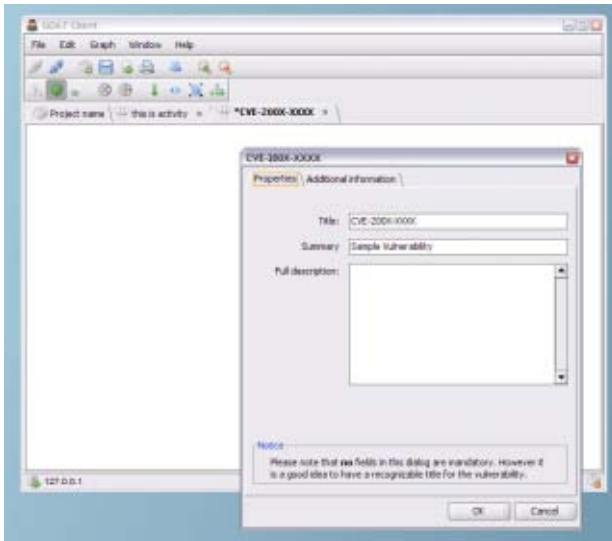 GOAT Client
File Edit Graph Window Help
Project name this is activity *CVE-200X-XXXX
CVE-200X-XXXX
Properties Additional information
Title: CVE-200X-XXXX
Summary Sample Vulnerability
Full description:
Notice
Please note that no fields in this dialog are mandatory. However it
is a good idea to have a recognizable title for the vulnerability.
127.0.0.1
OK Cancel